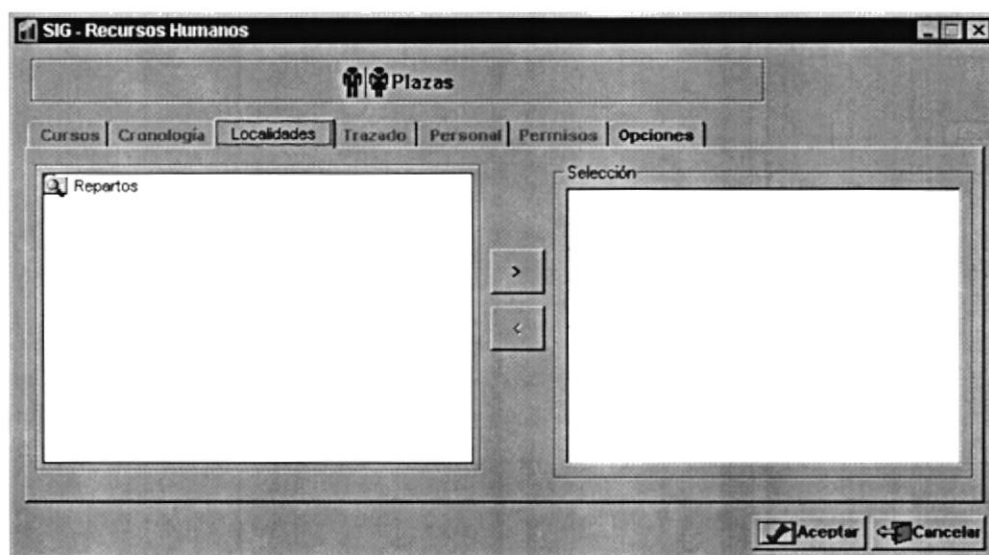 SIG - Recursos Humanos
Plazas
Cursos Cronología Localidades Trazado Personal Permisos Opciones
Repartos
Selección
>
<
Aceptar Cancelar